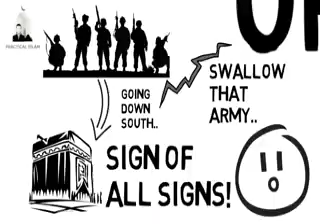 PRACTICAL ISLAM
GOING
DOWN
SOUTH..
SWALLOW
THAT
ARMY..
SIGN OF
ALL SIGNS!